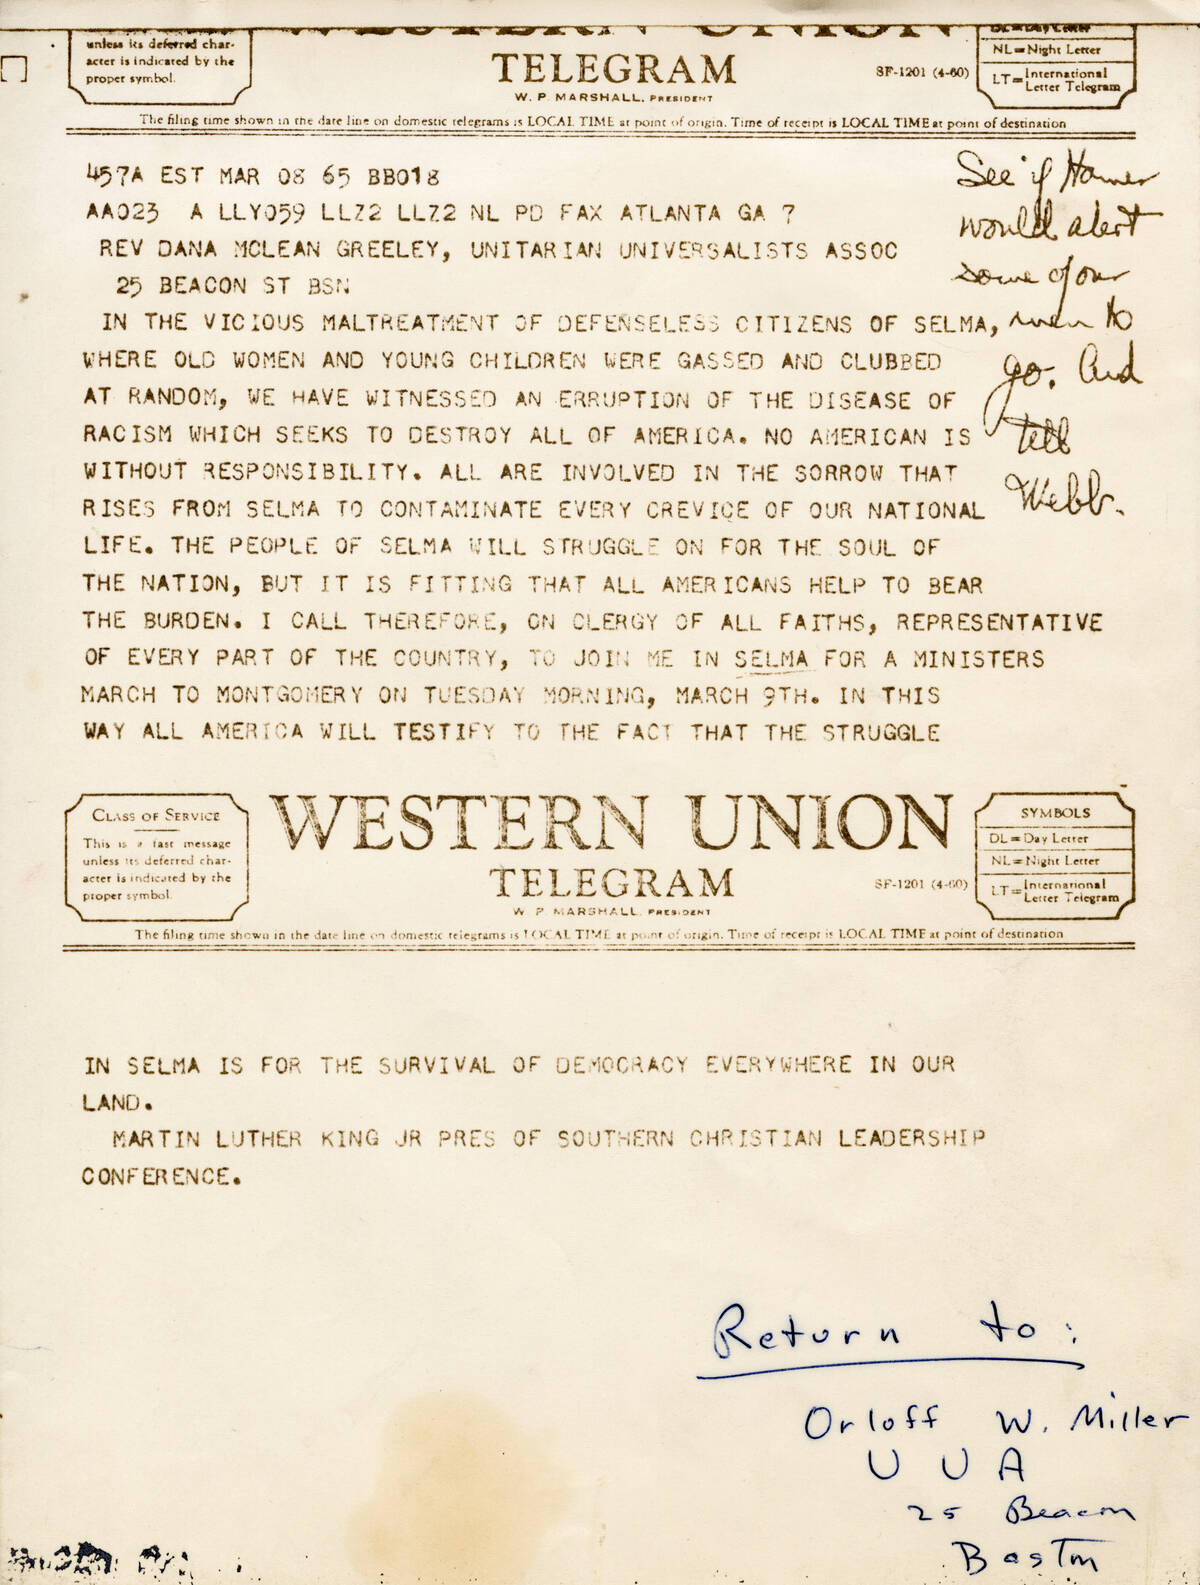 WESTERN UNION
unless its deferred char-
acter is indicated by the
proper symbol.
TELEGRAM
W. P. MARSHALL, PRESIDENT
SF-1201 (4-60)
DL=Day Letter
NL=Night Letter
LT=International
Letter Telegram
The filing time shown in the date line on domestic telegrams is LOCAL TIME at point of origin. Time of receipt is LOCAL TIME at point of destination
457A EST MAR 08 65 BB018
AA023 A LLY059 LLZ2 LLZ2 NL PD FAX ATLANTA GA 7
REV DANA MCLEAN GREELEY, UNITARIAN UNIVERSALISTS ASSOC
25 BEACON ST BSN
IN THE VICIOUS MALTREATMENT OF DEFENSELESS CITIZENS OF SELMA,
WHERE OLD WOMEN AND YOUNG CHILDREN WERE GASSED AND CLUBBED
AT RANDOM, WE HAVE WITNESSED AN ERRUPTION OF THE DISEASE OF
RACISM WHICH SEEKS TO DESTROY ALL OF AMERICA. NO AMERICAN IS
WITHOUT RESPONSIBILITY. ALL ARE INVOLVED IN THE SORROW THAT
RISES FROM SELMA TO CONTAMINATE EVERY CREVICE OF OUR NATIONAL
LIFE. THE PEOPLE OF SELMA WILL STRUGGLE ON FOR THE SOUL OF
THE NATION, BUT IT IS FITTING THAT ALL AMERICANS HELP TO BEAR
THE BURDEN. I CALL THEREFORE, ON CLERGY OF ALL FAITHS, REPRESENTATIVE
OF EVERY PART OF THE COUNTRY, TO JOIN ME IN SELMA FOR A MINISTERS
MARCH TO MONTGOMERY ON TUESDAY MORNING, MARCH 9TH. IN THIS
WAY ALL AMERICA WILL TESTIFY TO THE FACT THAT THE STRUGGLE
See if Homer
would alert
some of our
men to
go. And
tell
Webb.
CLASS OF SERVICE
This is a fast message
unless its deferred char-
acter is indicated by the
proper symbol.
WESTERN UNION
TELEGRAM
W. P. MARSHALL, PRESIDENT
SF-1201 (4-60)
SYMBOLS
DL=Day Letter
NL=Night Letter
LT=International
Letter Telegram
The filing time shown in the date line on domestic telegrams is LOCAL TIME at point of origin. Time of receipt is LOCAL TIME at point of destination
IN SELMA IS FOR THE SURVIVAL OF DEMOCRACY EVERYWHERE IN OUR
LAND.
MARTIN LUTHER KING JR PRES OF SOUTHERN CHRISTIAN LEADERSHIP
CONFERENCE.
Return to:
Orloff W. Miller
U U A
25 Beacon
Boston